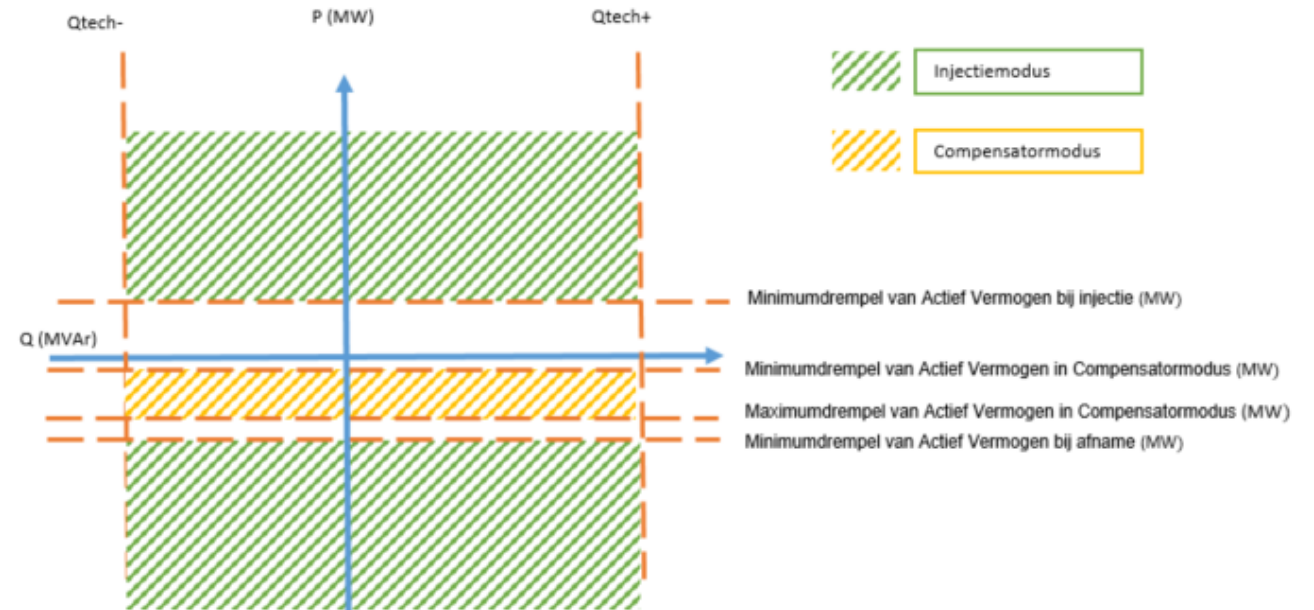 Qtech-
P (MW)
Qtech+
Injectiemodus
Compensatormodus
Minimumdrempel van Actief Vermogen bij injectie (MW)
Q (MVAr)
Minimumdrempel van Actief Vermogen in Compensatormodus (MW)
Maximumdrempel van Actief Vermogen in Compensatormodus (MW)
Minimumdrempel van Actief Vermogen bij afname (MW)